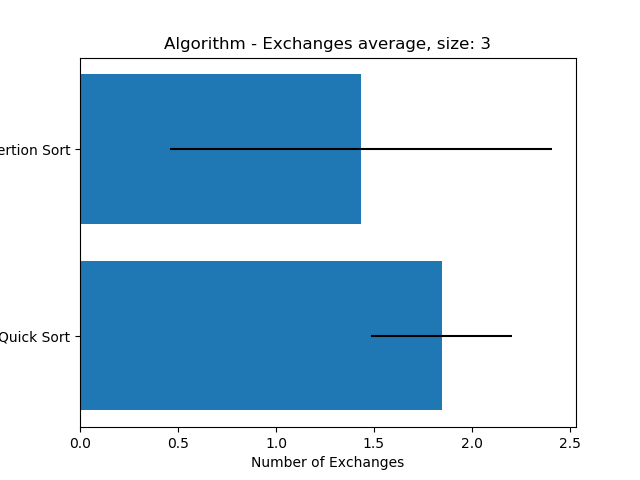 Algorithm - Exchanges average, size: 3
ertion Sort
Quick Sort
0.0 0.5 1.0 1.5 2.0 2.5
Number of Exchanges